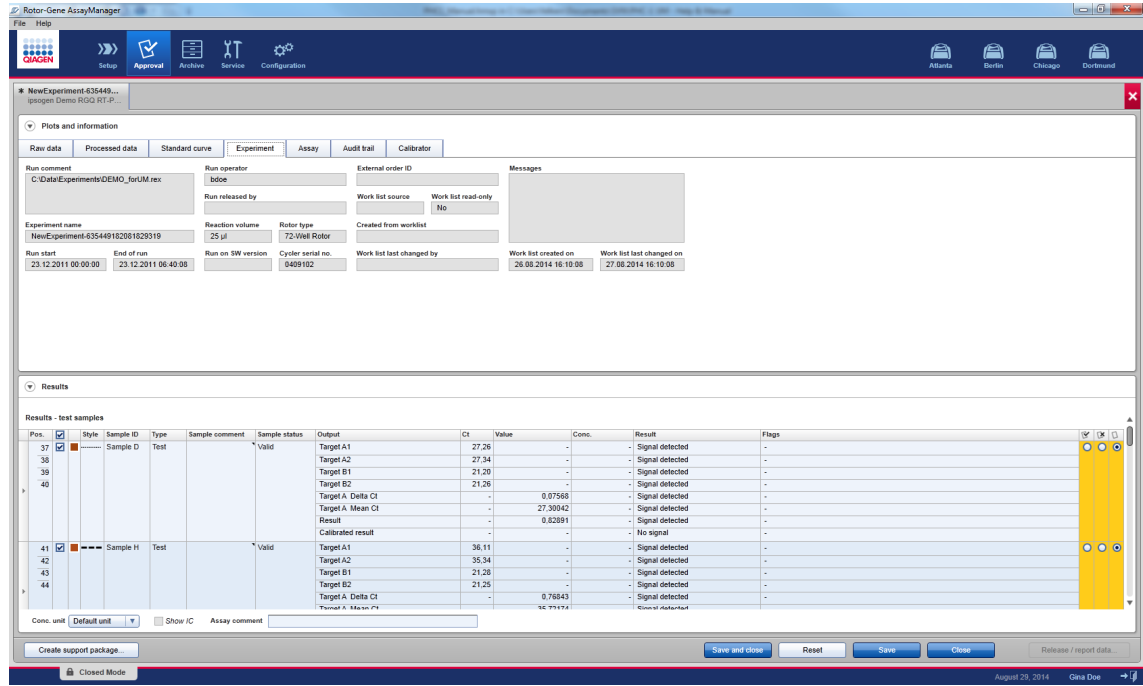 Rotor-Gene AssayManager
File Help
QIAGEN
Setup Approval Archive Service Configuration Atlanta Berlin Chicago Dortmund
* NewExperiment-635449...
ipsogen Demo RGQ RT-P...
Plots and information
Raw data Processed data Standard curve Experiment Assay Audit trail Calibrator
Run comment Run operator External order ID Messages
C:\Data\Experiments\DEMO_forUM.rex bdoe
Run released by Work list source Work list read-only
No
Experiment name Reaction volume Rotor type Created from worklist
NewExperiment-635449182081829319 25 µl 72-Well Rotor
Run start End of run Run on SW version Cycler serial no. Work list last changed by Work list created on Work list last changed on
23.12.2011 00:00:00 23.12.2011 06:40:08 0409102 26.08.2014 16:10:08 27.08.2014 16:10:08
Results
Results - test samples
Pos. Style Sample ID Type Sample comment Sample status Output Ct Value Conc. Result Flags
37 Sample D Test Valid Target A1 27,26 - - Signal detected -
38 Target A2 27,34 - - Signal detected -
39 Target B1 21,20 - - Signal detected -
40 Target B2 21,26 - - Signal detected -
Target A Delta Ct - 0,07568 - Signal detected -
Target A Mean Ct - 27,30042 - Signal detected -
Result - 0,82891 - Signal detected -
Calibrated result - - - No signal -
41 Sample H Test Valid Target A1 36,11 - - Signal detected -
42 Target A2 35,34 - - Signal detected -
43 Target B1 21,28 - - Signal detected -
44 Target B2 21,25 - - Signal detected -
Target A Delta Ct - 0,76843 - Signal detected -
Target A Mean Ct - 35,72174 - Signal detected
Conc. unit Default unit Show IC Assay comment
Create support package... Save and close Reset Save Close Release / report data...
Closed Mode August 29, 2014 Gina Doe